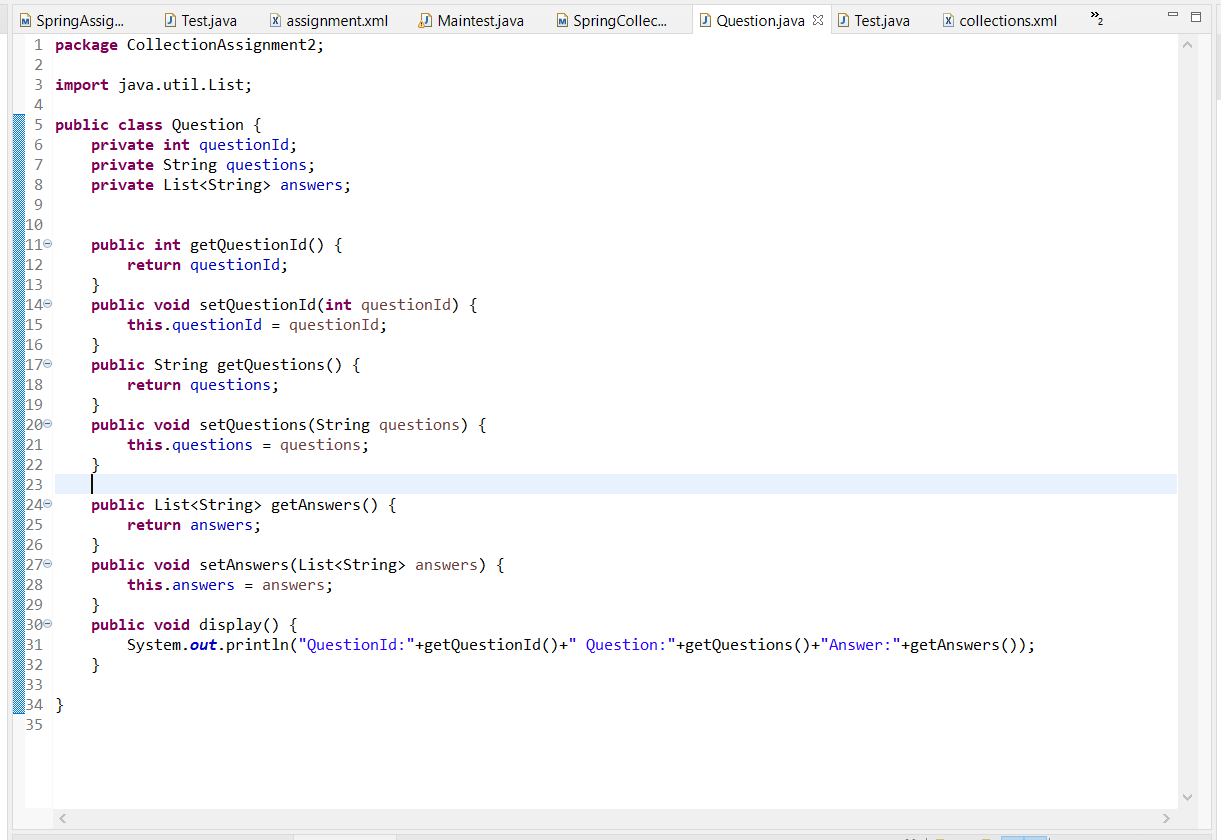 SpringAssig... Test.java assignment.xml Maintest.java SpringCollec... Question.java Test.java collections.xml »2
1 package CollectionAssignment2;
2
3 import java.util.List;
4
5 public class Question {
6 private int questionId;
7 private String questions;
8 private List<String> answers;
9
10
11 public int getQuestionId() {
12 return questionId;
13 }
14 public void setQuestionId(int questionId) {
15 this.questionId = questionId;
16 }
17 public String getQuestions() {
18 return questions;
19 }
20 public void setQuestions(String questions) {
21 this.questions = questions;
22 }
23
24 public List<String> getAnswers() {
25 return answers;
26 }
27 public void setAnswers(List<String> answers) {
28 this.answers = answers;
29 }
30 public void display() {
31 System.out.println("QuestionId:"+getQuestionId()+" Question:"+getQuestions()+"Answer:"+getAnswers());
32 }
33
34 }
35